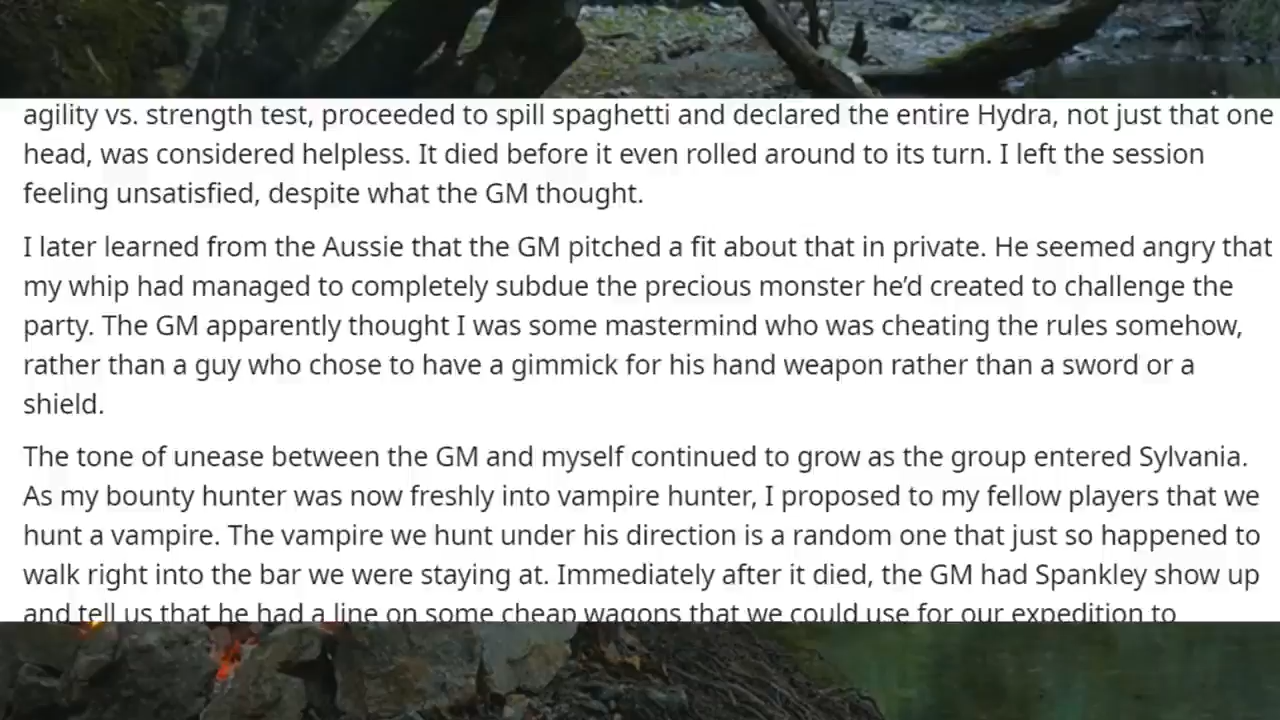 agility vs. strength test, proceeded to spill spaghetti and declared the entire Hydra, not just that one
head, was considered helpless. It died before it even rolled around to its turn. I left the session
feeling unsatisfied, despite what the GM thought.
I later learned from the Aussie that the GM pitched a fit about that in private. He seemed angry that
my whip had managed to completely subdue the precious monster he’d created to challenge the
party. The GM apparently thought I was some mastermind who was cheating the rules somehow,
rather than a guy who chose to have a gimmick for his hand weapon rather than a sword or a
shield.
The tone of unease between the GM and myself continued to grow as the group entered Sylvania.
As my bounty hunter was now freshly into vampire hunter, I proposed to my fellow players that we
hunt a vampire. The vampire we hunt under his direction is a random one that just so happened to
walk right into the bar we were staying at. Immediately after it died, the GM had Spankley show up
and tell us that he had a line on some cheap wagons that we could use for our expedition to